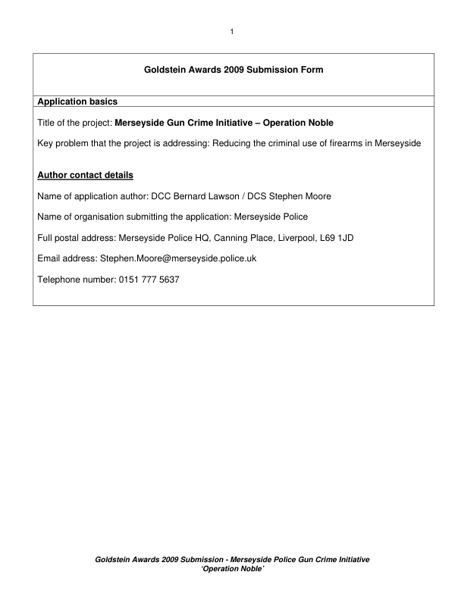 1
Goldstein Awards 2009 Submission Form
Application basics
Title of the project: Merseyside Gun Crime Initiative – Operation Noble
Key problem that the project is addressing: Reducing the criminal use of firearms in Merseyside
Author contact details
Name of application author: DCC Bernard Lawson / DCS Stephen Moore
Name of organisation submitting the application: Merseyside Police
Full postal address: Merseyside Police HQ, Canning Place, Liverpool, L69 1JD
Email address: Stephen.Moore@merseyside.police.uk
Telephone number: 0151 777 5637
Goldstein Awards 2009 Submission - Merseyside Police Gun Crime Initiative
‘Operation Noble’